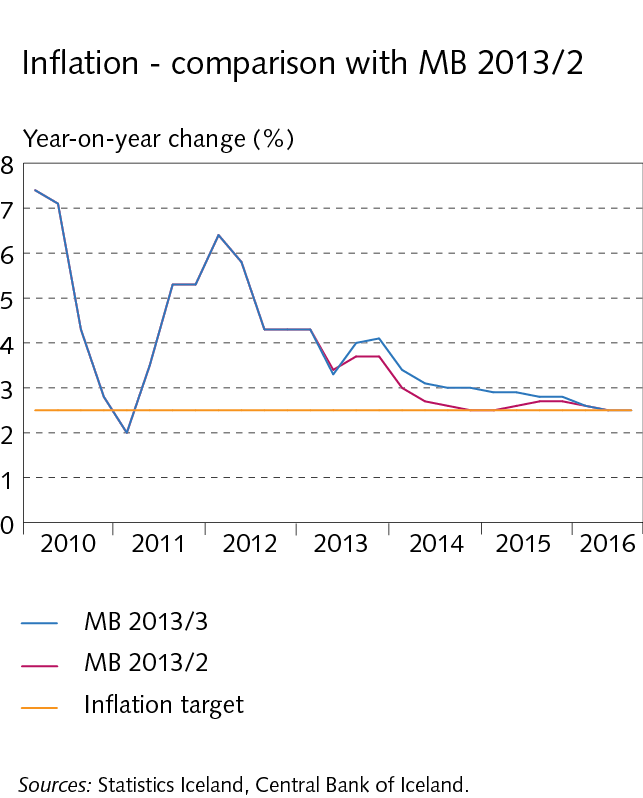 Inflation - comparison with MB 2013/2
Year-on-year change (%)
8
7
6
5
4
3
2
1
0
2010 2011 2012 2013 2014 2015 2016
MB 2013/3
MB 2013/2
Inflation target
Sources: Statistics Iceland, Central Bank of Iceland.